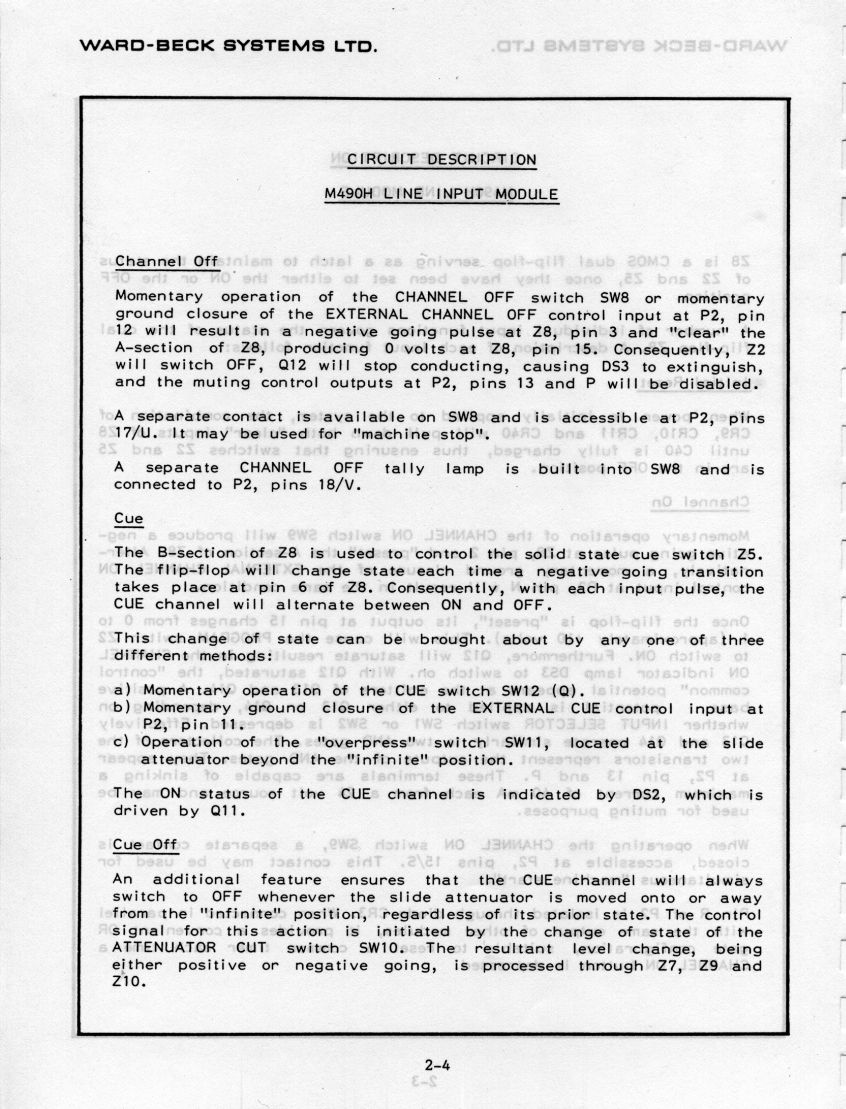 WARD-BECK SYSTEMS LTD.
CIRCUIT DESCRIPTION
M490H LINE INPUT MODULE
Channel Off
Momentary operation of the CHANNEL OFF switch SW8 or momentary
ground closure of the EXTERNAL CHANNEL OFF control input at P2, pin
12 will result in a negative going pulse at Z8, pin 3 and "clear" the
A-section of Z8, producing 0 volts at Z8, pin 15. Consequently, Z2
will switch OFF, Q12 will stop conducting, causing DS3 to extinguish,
and the muting control outputs at P2, pins 13 and P will be disabled.
A separate contact is available on SW8 and is accessible at P2, pins
17/U. It may be used for "machine stop".
A separate CHANNEL OFF tally lamp is built into SW8 and is
connected to P2, pins 18/V.
Cue
The B-section of Z8 is used to control the solid state cue switch Z5.
The flip-flop will change state each time a negative going transition
takes place at pin 6 of Z8. Consequently, with each input pulse, the
CUE channel will alternate between ON and OFF.
This change of state can be brought about by any one of three
different methods:
a) Momentary operation of the CUE switch SW12 (Q).
b) Momentary ground closure of the EXTERNAL CUE control input at
P2, pin 11.
c) Operation of the "overpress" switch SW11, located at the slide
attenuator beyond the "infinite" position.
The ON status of the CUE channel is indicated by DS2, which is
driven by Q11.
Cue Off
An additional feature ensures that the CUE channel will always
switch to OFF whenever the slide attenuator is moved onto or away
from the "infinite" position, regardless of its prior state. The control
signal for this action is initiated by the change of state of the
ATTENUATOR CUT switch SW10. The resultant level change, being
either positive or negative going, is processed through Z7, Z9 and
Z10.
2-4